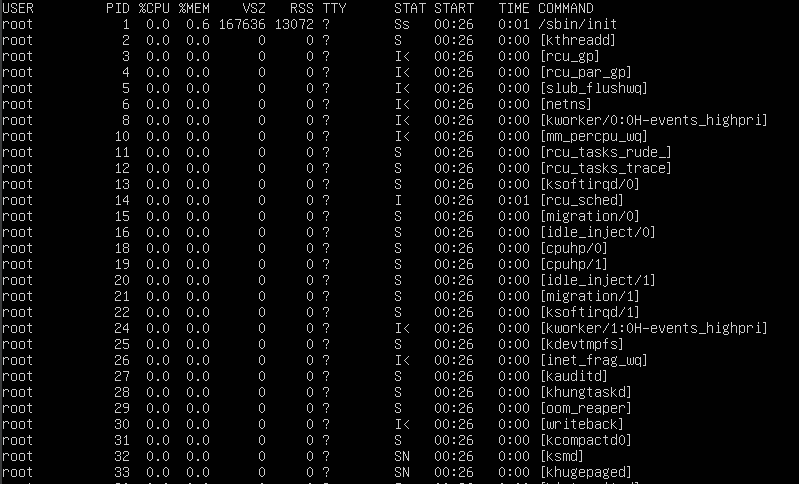 USER PID %CPU %MEM VSZ RSS TTY STAT START TIME COMMAND
root 1 0.0 0.6 167636 13072 ? Ss 00:26 0:01 /sbin/init
root 2 0.0 0.0 0 0 ? S 00:26 0:00 [kthreadd]
root 3 0.0 0.0 0 0 ? I< 00:26 0:00 [rcu_gp]
root 4 0.0 0.0 0 0 ? I< 00:26 0:00 [rcu_par_gp]
root 5 0.0 0.0 0 0 ? I< 00:26 0:00 [slub_flushwq]
root 6 0.0 0.0 0 0 ? I< 00:26 0:00 [netns]
root 8 0.0 0.0 0 0 ? I< 00:26 0:00 [kworker/0:0H-events_highpri]
root 10 0.0 0.0 0 0 ? I< 00:26 0:00 [mm_percpu_wq]
root 11 0.0 0.0 0 0 ? S 00:26 0:00 [rcu_tasks_rude_]
root 12 0.0 0.0 0 0 ? S 00:26 0:00 [rcu_tasks_trace]
root 13 0.0 0.0 0 0 ? S 00:26 0:00 [ksoftirqd/0]
root 14 0.0 0.0 0 0 ? I 00:26 0:01 [rcu_sched]
root 15 0.0 0.0 0 0 ? S 00:26 0:00 [migration/0]
root 16 0.0 0.0 0 0 ? S 00:26 0:00 [idle_inject/0]
root 18 0.0 0.0 0 0 ? S 00:26 0:00 [cpuhp/0]
root 19 0.0 0.0 0 0 ? S 00:26 0:00 [cpuhp/1]
root 20 0.0 0.0 0 0 ? S 00:26 0:00 [idle_inject/1]
root 21 0.0 0.0 0 0 ? S 00:26 0:00 [migration/1]
root 22 0.0 0.0 0 0 ? S 00:26 0:00 [ksoftirqd/1]
root 24 0.0 0.0 0 0 ? I< 00:26 0:00 [kworker/1:0H-events_highpri]
root 25 0.0 0.0 0 0 ? S 00:26 0:00 [kdevtmpfs]
root 26 0.0 0.0 0 0 ? I< 00:26 0:00 [inet_frag_wq]
root 27 0.0 0.0 0 0 ? S 00:26 0:00 [kauditd]
root 28 0.0 0.0 0 0 ? S 00:26 0:00 [khungtaskd]
root 29 0.0 0.0 0 0 ? S 00:26 0:00 [oom_reaper]
root 30 0.0 0.0 0 0 ? I< 00:26 0:00 [writeback]
root 31 0.0 0.0 0 0 ? S 00:26 0:00 [kcompactd0]
root 32 0.0 0.0 0 0 ? SN 00:26 0:00 [ksmd]
root 33 0.0 0.0 0 0 ? SN 00:26 0:00 [khugepaged]